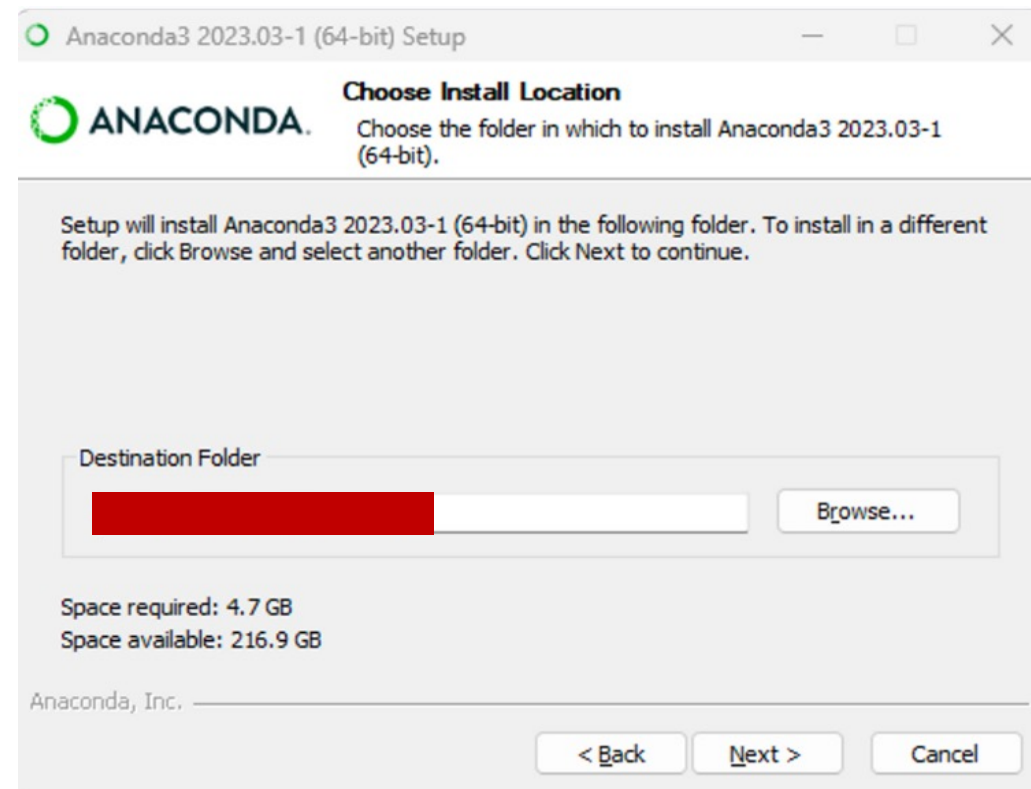 Anaconda3 2023.03-1 (64-bit) Setup
ANACONDA.
Choose Install Location
Choose the folder in which to install Anaconda3 2023.03-1
(64-bit).
Setup will install Anaconda3 2023.03-1 (64-bit) in the following folder. To install in a different
folder, click Browse and select another folder. Click Next to continue.
Destination Folder
Browse...
Space required: 4.7 GB
Space available: 216.9 GB
Anaconda, Inc.
< Back
Next >
Cancel